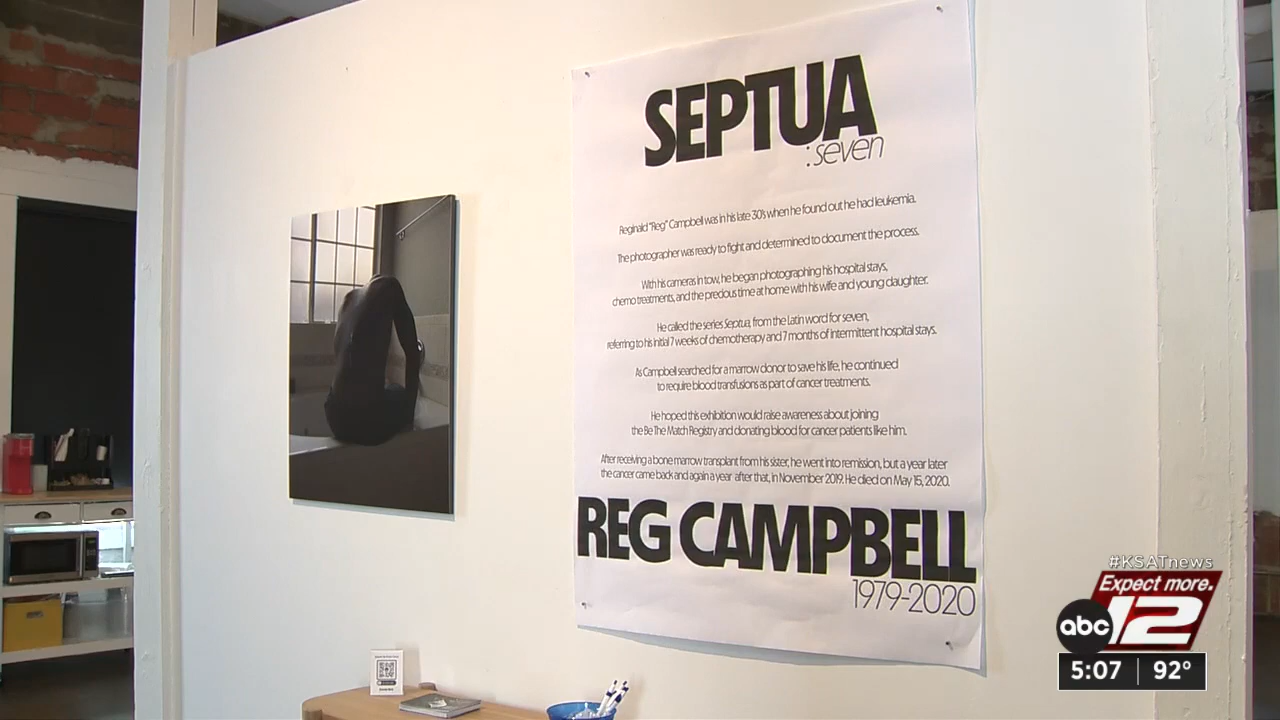 SEPTUA
:seven
Reginald "Reg" Campbell was in his late 30's when he found out he had leukemia.
The photographer was ready to fight and determined to document the process.
With his cameras in tow, he began photographing his hospital stays,
chemo treatments, and the precious time at home with his wife and young daughter.
He called the series Septua, from the Latin word for seven,
referring to his initial 7 weeks of chemotherapy and 7 months of intermittent hospital stays.
As Campbell searched for a marrow donor to save his life, he continued
to require blood transfusions as part of cancer treatments.
He hoped this exhibition would raise awareness about joining
the Be The Match Registry and donating blood for cancer patients like him.
After receiving a bone marrow transplant from his sister, he went into remission, but a year later
the cancer came back and again a year after that, in November 2019. He died on May 15, 2020.
REG CAMPBELL
1979-2020
#KSATnews
Expect more.
abc 12
5:07 92°